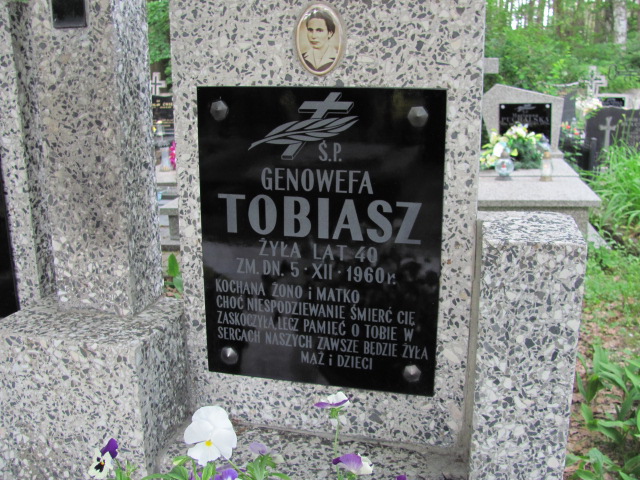 Ś.P.
GENOWEFA
TOBIASZ
ŻYŁA LAT 40
ZM. DN. 5·XII·1960r.
KOCHANA ŻONO i MATKO
CHOĆ NIESPODZIEWANIE ŚMIERĆ CIĘ
ZASKOCZYŁA LECZ PAMIĘĆ O TOBIE W
SERCACH NASZYCH ZAWSZE BĘDZIE ŻYŁA
MĄŻ i DZIECI